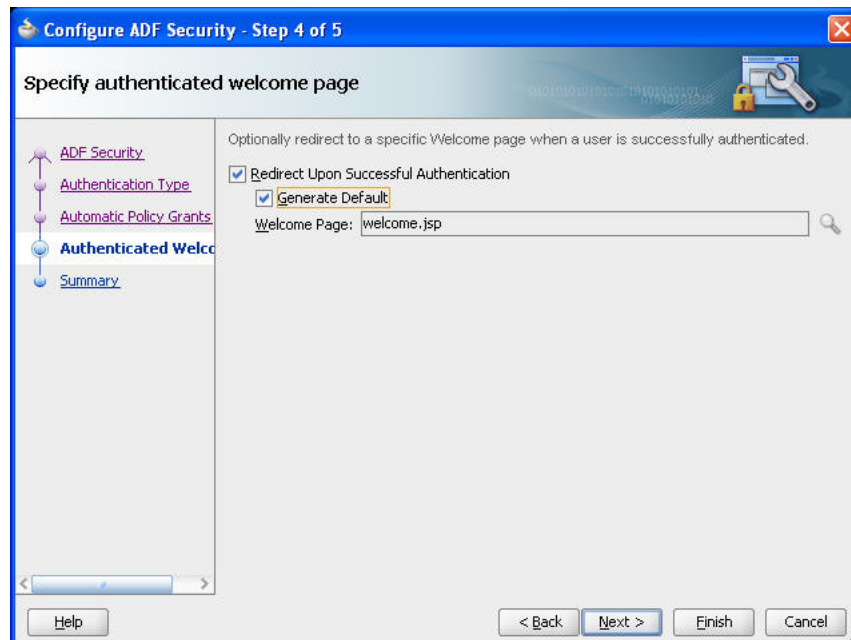 Configure ADF Security - Step 4 of 5
Specify authenticated welcome page
ADF Security
Authentication Type
Automatic Policy Grants
Authenticated Welc
Summary
Optionally redirect to a specific Welcome page when a user is successfully authenticated.
Redirect Upon Successful Authentication
Generate Default
Welcome Page: welcome.jsp
Help
< Back
Next >
Finish
Cancel